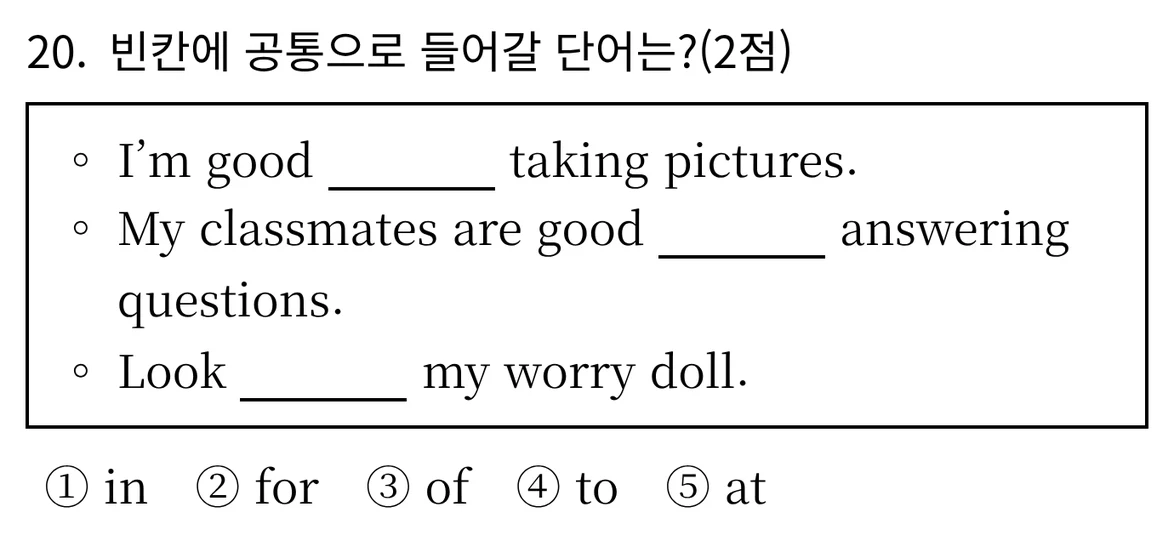 20. 빈칸에 공통으로 들어갈 단어는?(2점)
◦ I’m good ______ taking pictures.
◦ My classmates are good ______ answering
questions.
◦ Look ______ my worry doll.
① in ② for ③ of ④ to ⑤ at